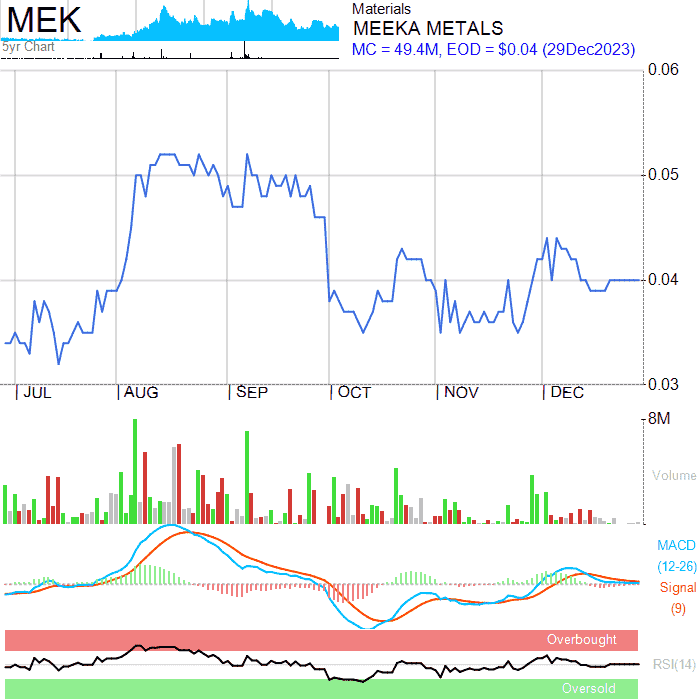 MEK
5yr Chart
Materials
MEEKA METALS
MC = 49.4M, EOD = $0.04 (29Dec2023)
0.06
0.05
0.04
0.03
JUL AUG SEP OCT NOV DEC
8M
Volume
MACD
(12-26)
Signal
(9)
Overbought
RSI(14)
Oversold